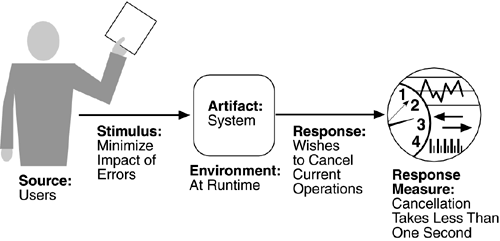 Source:
Users
Stimulus:
Minimize
Impact of
Errors
Artifact:
System
Environment:
At Runtime
Response:
Wishes
to Cancel
Current
Operations
1
2
3
4
Response
Measure:
Cancellation
Takes Less Than
One Second